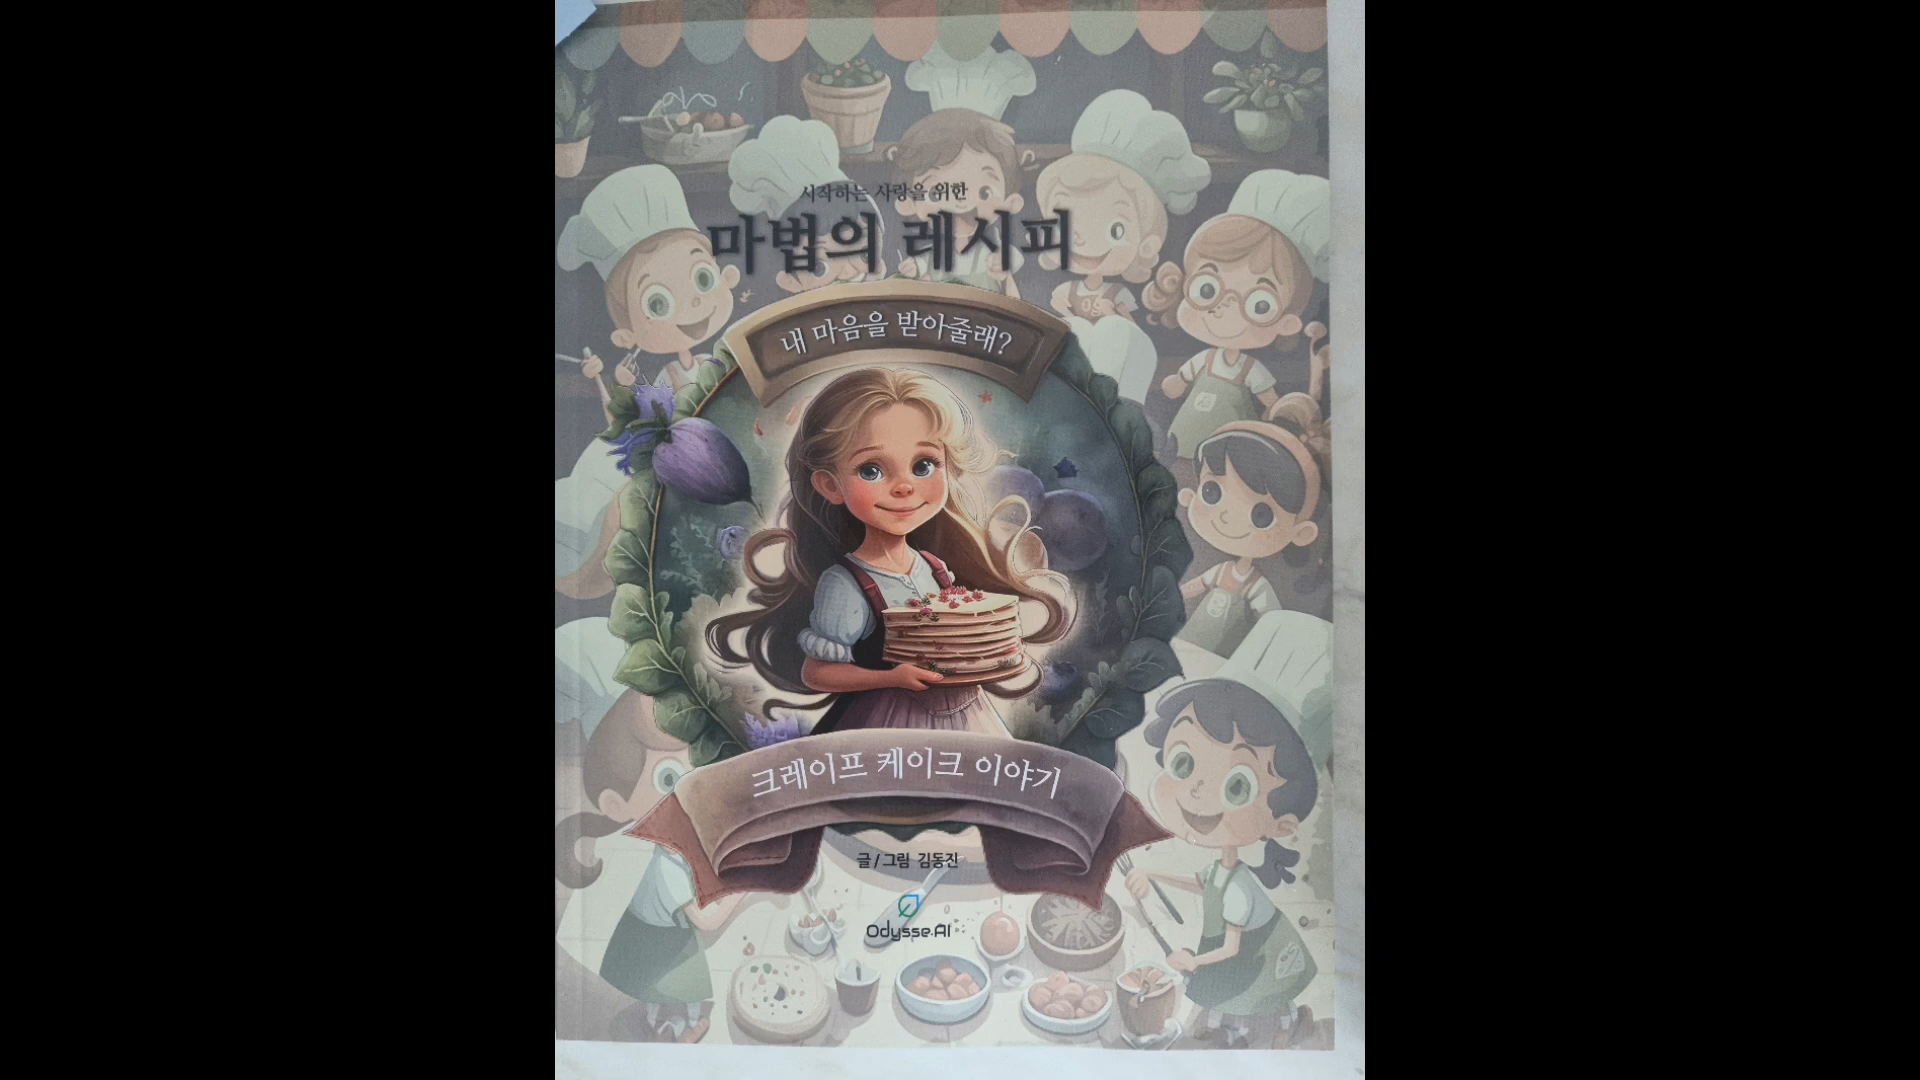 시작하는 사랑을 위한
마법의 레시피
내 마음을 받아줄래?
크레이프 케이크 이야기
글/그림 김동진
Odysse.AI